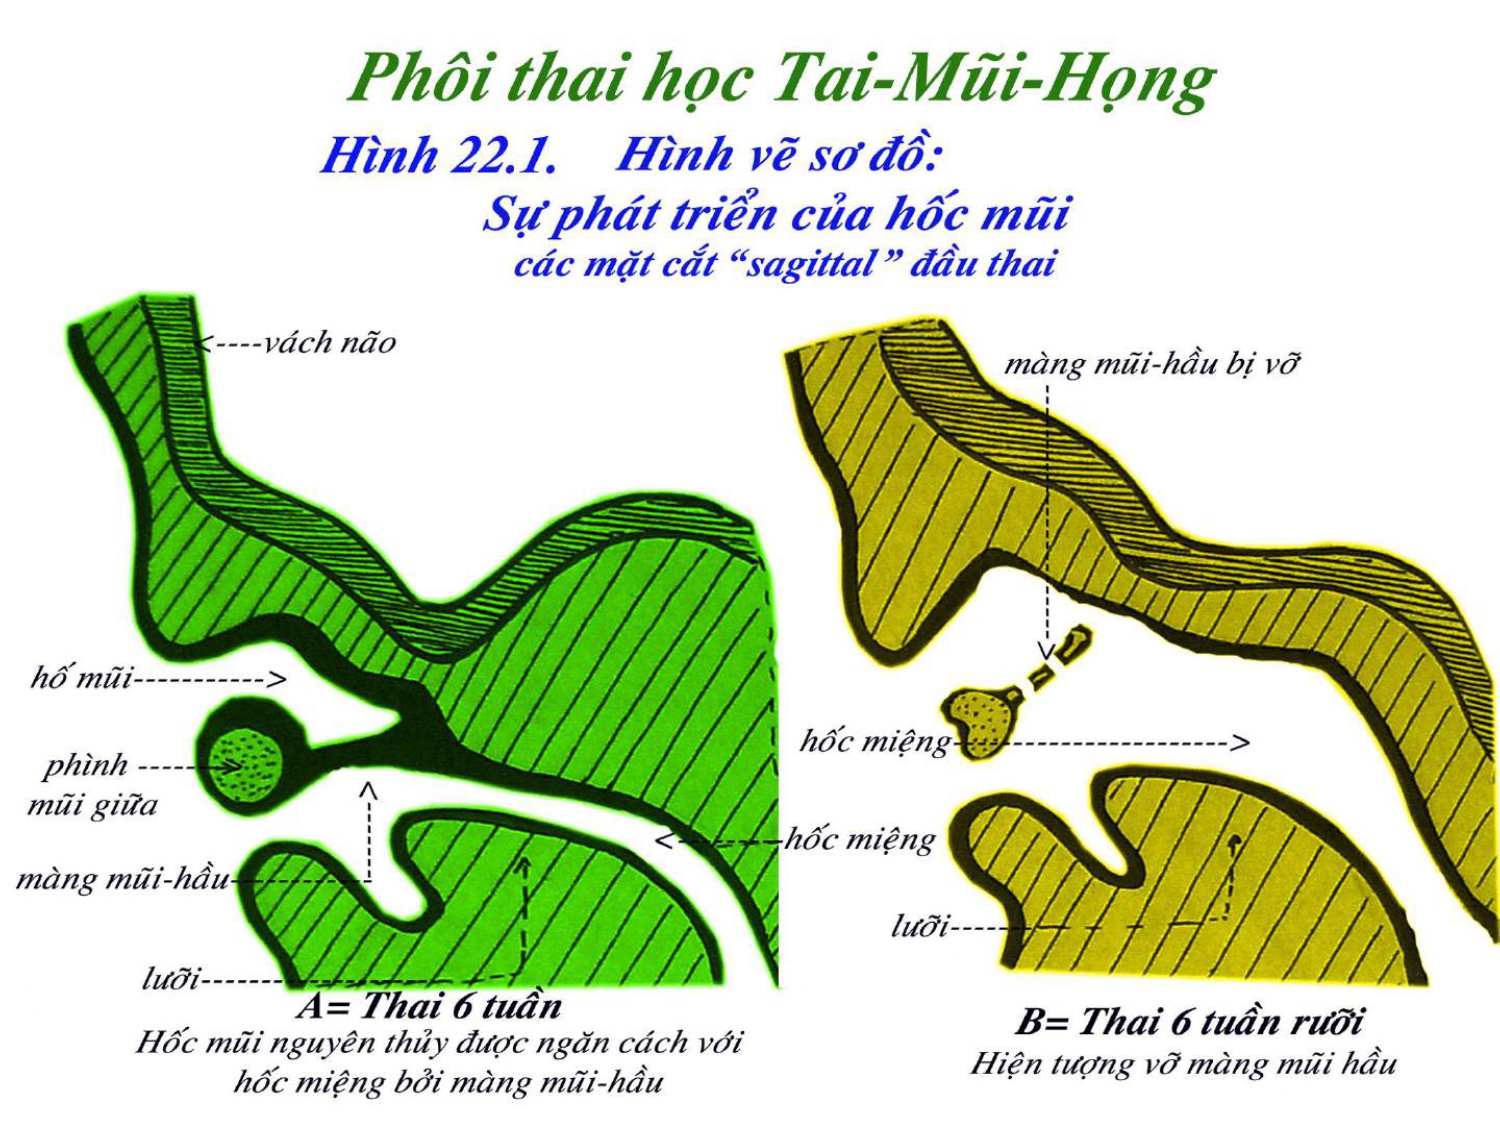 Phôi thai học Tai-Mũi-Họng
Hình 22.1. Hình vẽ sơ đồ:
Sự phát triển của hốc mũi
các mặt cắt “sagittal” đầu thai
<----vách não
màng mũi-hầu bị vỡ
hố mũi----------->
phình ------->
mũi giữa
màng mũi-hầu
lưỡi
hốc miệng
hốc miệng
lưỡi
A= Thai 6 tuần
Hốc mũi nguyên thủy được ngăn cách với
hốc miệng bởi màng mũi-hầu
B= Thai 6 tuần rưỡi
Hiện tượng vỡ màng mũi hầu